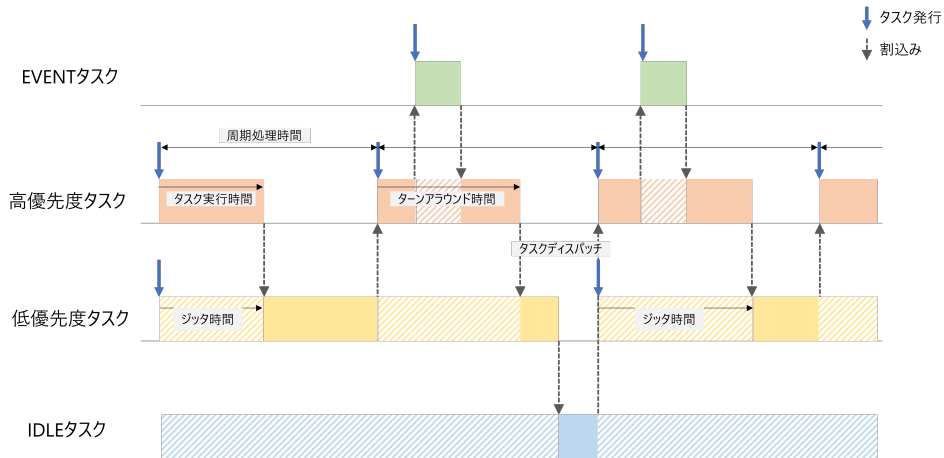 タスク発行
割込み
EVENTタスク
周期処理時間
高優先度タスク
タスク実行時間
ターンアラウンド時間
タスクディスパッチ
低優先度タスク
ジッタ時間
ジッタ時間
IDLEタスク